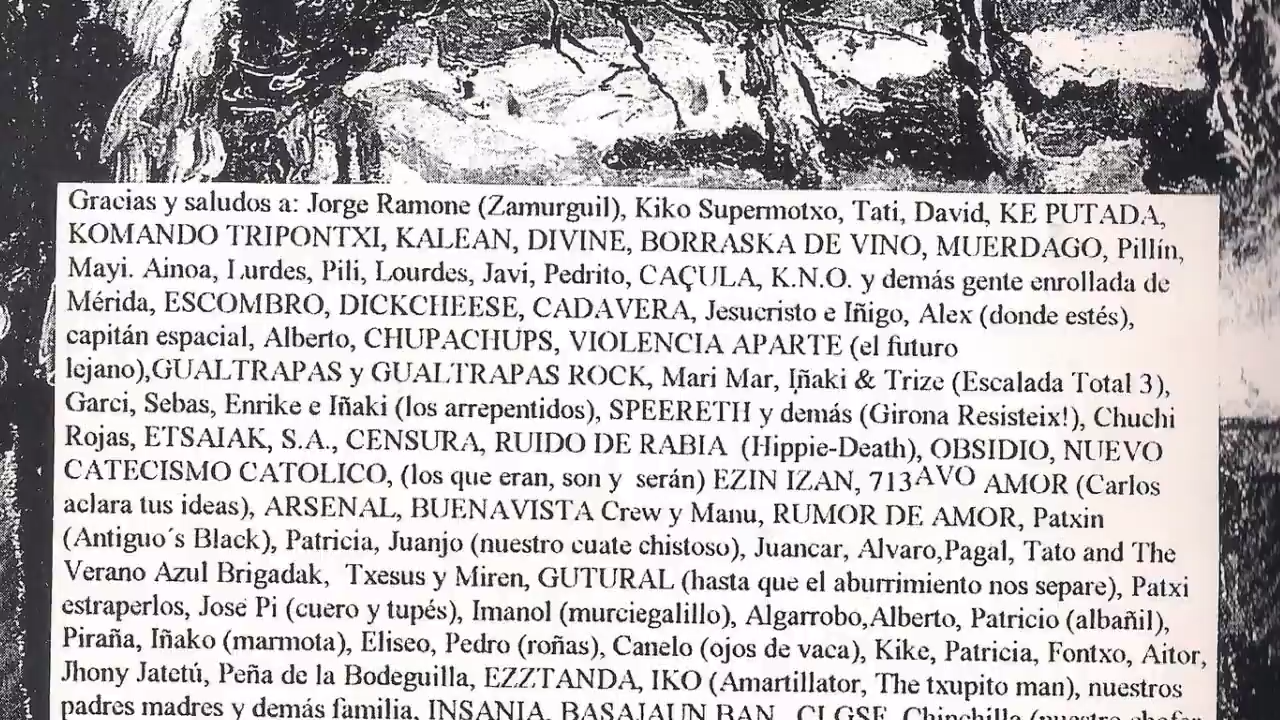 Gracias y saludos a: Jorge Ramone (Zamurguil), Kiko Supermotxo, Tati, David, KE PUTADA,
KOMANDO TRIPONTXI, KALEAN, DIVINE, BORRASKA DE VINO, MUERDAGO, Pillín,
Mayi. Ainoa, Lurdes, Pili, Lourdes, Javi, Pedrito, CAÇULA, K.N.O. y demás gente enrollada de
Mérida, ESCOMBRO, DICKCHEESE, CADAVERA, Jesucristo e Iñigo, Alex (donde estés),
capitán espacial, Alberto, CHUPACHUPS, VIOLENCIA APARTE (el futuro
lejano),GUALTRAPAS y GUALTRAPAS ROCK, Mari Mar, Iñaki & Trize (Escalada Total 3),
Garci, Sebas, Enrike e Iñaki (los arrepentidos), SPEERETH y demás (Girona Resisteix!), Chuchi
Rojas, ETSAIAK, S.A., CENSURA, RUIDO DE RABIA (Hippie-Death), OBSIDIO, NUEVO
CATECISMO CATOLICO, (los que eran, son y serán) EZIN IZAN, 713AVO AMOR (Carlos
aclara tus ideas), ARSENAL, BUENAVISTA Crew y Manu, RUMOR DE AMOR, Patxin
(Antiguo´s Black), Patricia, Juanjo (nuestro cuate chistoso), Juancar, Alvaro,Pagal, Tato and The
Verano Azul Brigadak, Txesus y Miren, GUTURAL (hasta que el aburrimiento nos separe), Patxi
estraperlos, Jose Pi (cuero y tupés), Imanol (murciegalillo), Algarrobo,Alberto, Patricio (albañil),
Piraña, Iñako (marmota), Eliseo, Pedro (roñas), Canelo (ojos de vaca), Kike, Patricia, Fontxo, Aitor,
Jhony Jatetú, Peña de la Bodeguilla, EZZTANDA, IKO (Amartillator, The txupito man), nuestros
padres madres y demás familia, INSANIA, BASAJAUN BAN, CLOSE, Chinchilla (nuestro